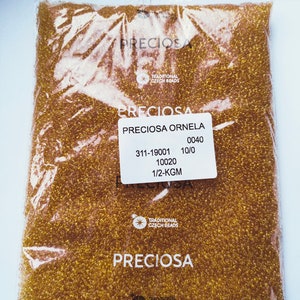 PRECIOSA
TRADITIONAL
CZECH BEADS
PRECIOSA
PRECIOSA ORNELA
0040
311-19001 10/0
10020
1/2-KGM
PRECIOSA
TRADITIONAL
CZECH BEADS
PRECIOSA